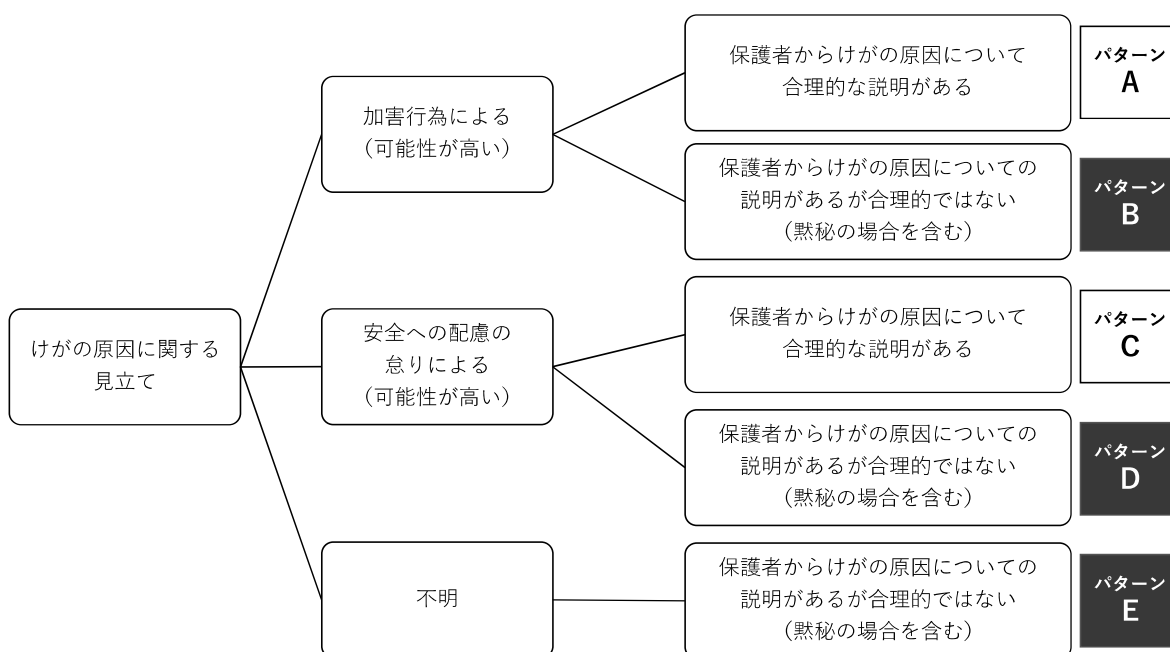 けがの原因に関する
見立て
加害行為による
（可能性が高い）
保護者からけがの原因について
合理的な説明がある
パターン
A
保護者からけがの原因についての
説明があるが合理的ではない
（黙秘の場合を含む）
パターン
B
安全への配慮の
怠りによる
（可能性が高い）
保護者からけがの原因について
合理的な説明がある
パターン
C
保護者からけがの原因についての
説明があるが合理的ではない
（黙秘の場合を含む）
パターン
D
不明
保護者からけがの原因についての
説明があるが合理的ではない
（黙秘の場合を含む）
パターン
E